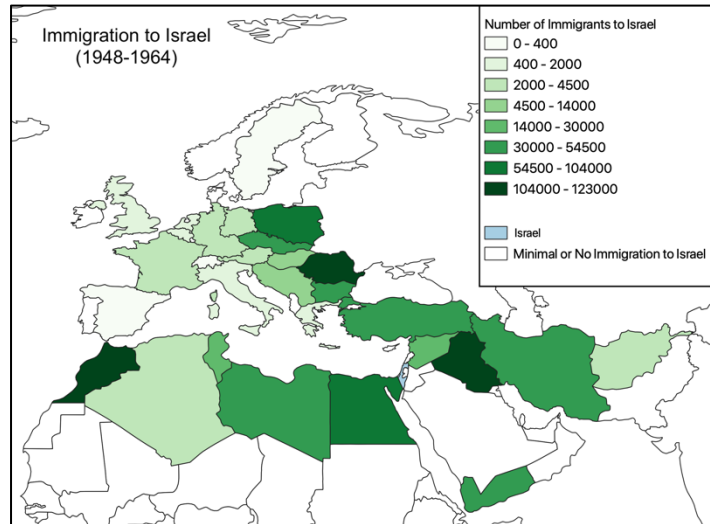 Immigration to Israel
(1948-1964)
Number of Immigrants to Israel
0 - 400
400 - 2000
2000 - 4500
4500 - 14000
14000 - 30000
30000 - 54500
54500 - 104000
104000 - 123000
Israel
Minimal or No Immigration to Israel